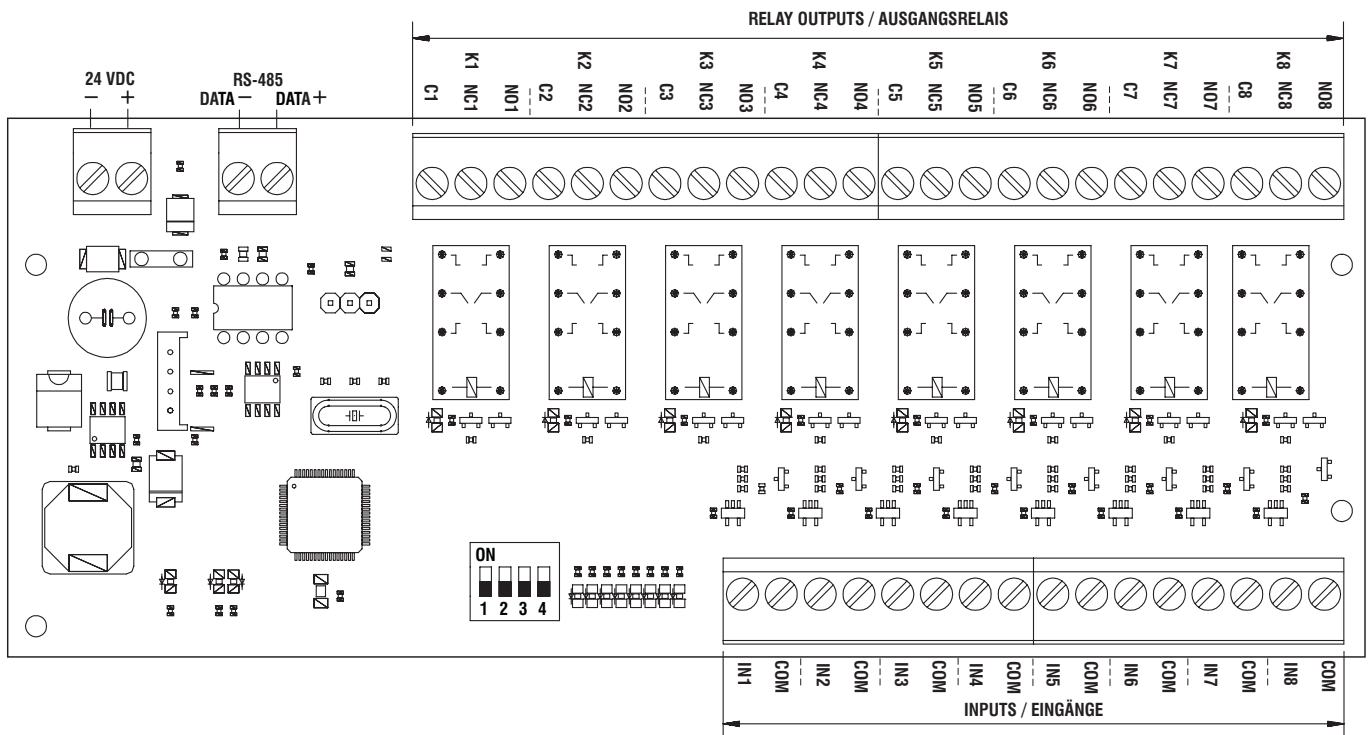 RELAY OUTPUTS / AUSGANGSRELAIS
K1 K2 K3 K4 K5 K6 K7 K8
24 VDC RS-485
− + DATA − DATA +
C1 NC1 NO1 C2 NC2 NO2 C3 NC3 NO3 C4 NC4 NO4 C5 NC5 NO5 C6 NC6 NO6 C7 NC7 NO7 C8 NC8 NO8
ON
1 2 3 4
IN1 COM IN2 COM IN3 COM IN4 COM IN5 COM IN6 COM IN7 COM IN8 COM
INPUTS / EINGÄNGE